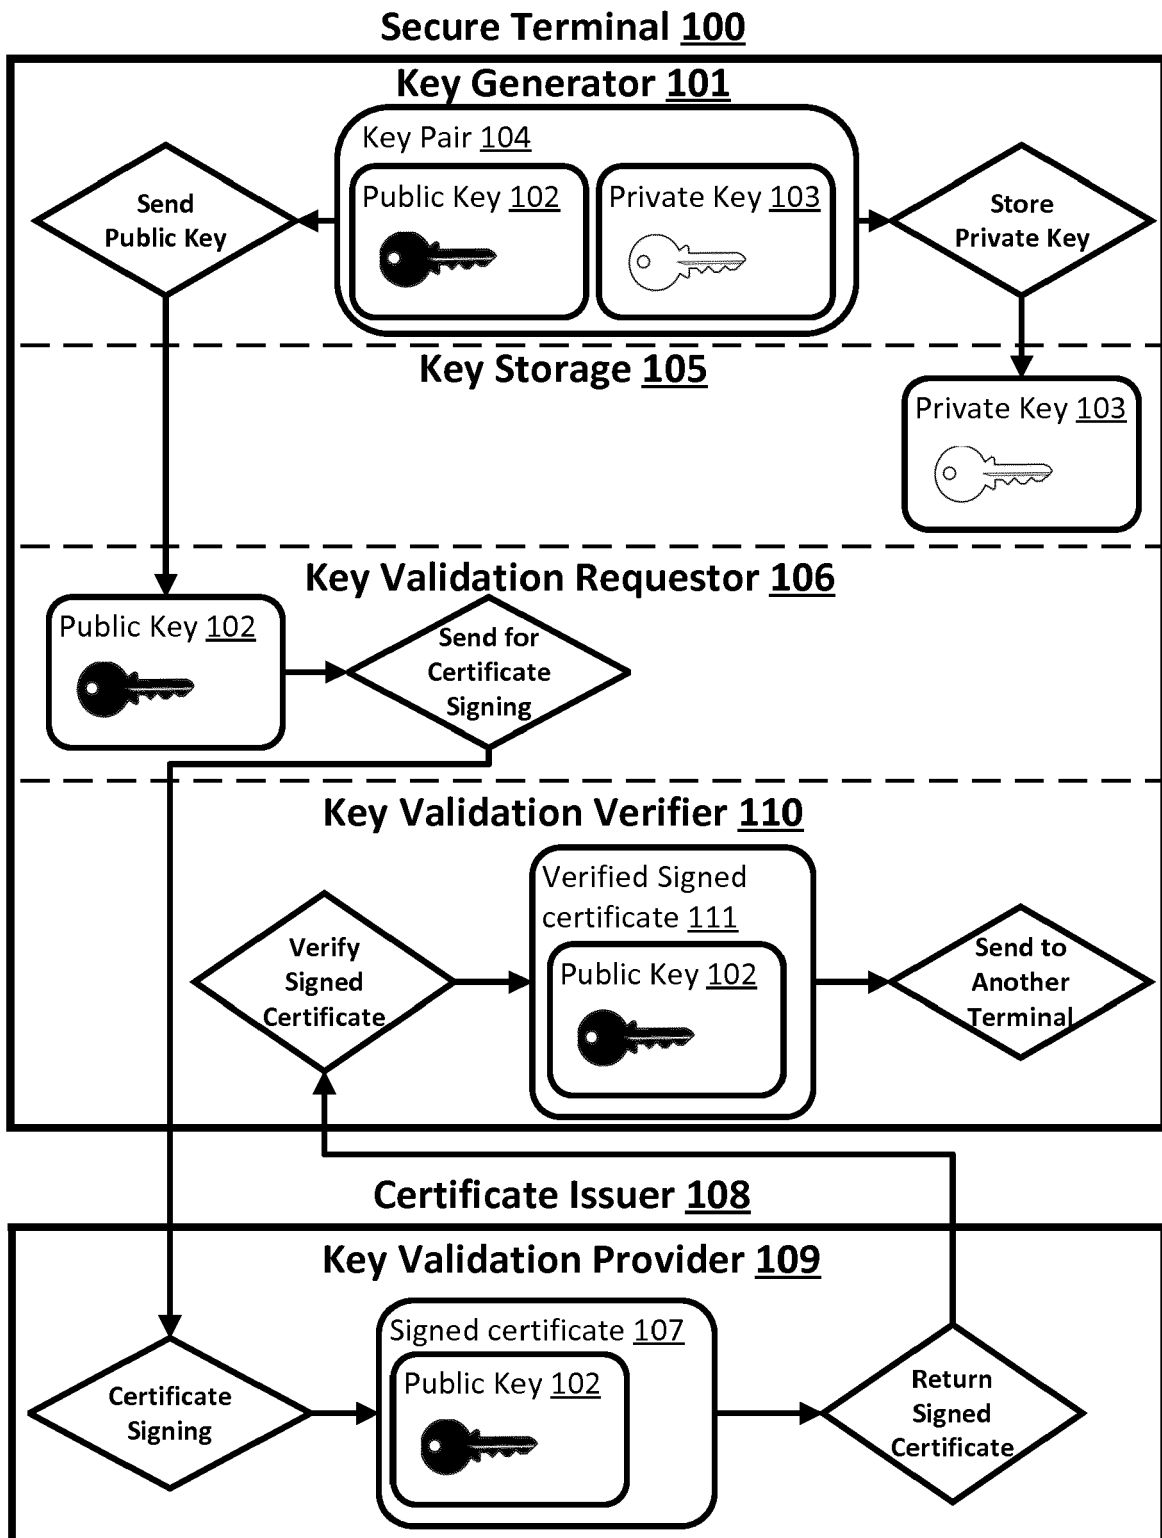 Secure Terminal 100
Key Generator 101
Key Pair 104
Send
Public Key
Public Key 102
Private Key 103
Store
Private Key
Key Storage 105
Private Key 103
Key Validation Requestor 106
Public Key 102
Send for
Certificate
Signing
Key Validation Verifier 110
Verify
Signed
Certificate
Verified Signed
certificate 111
Public Key 102
Send to
Another
Terminal
Certificate Issuer 108
Key Validation Provider 109
Certificate
Signing
Signed certificate 107
Public Key 102
Return
Signed
Certificate